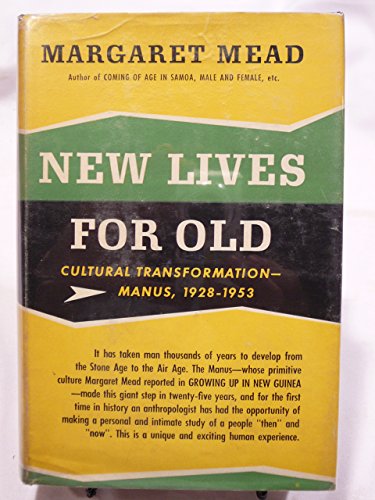 MARGARET MEAD
Author of COMING OF AGE IN SAMOA, MALE AND FEMALE, etc.
NEW LIVES
FOR OLD
CULTURAL TRANSFORMATION—
MANUS, 1928-1953
It has taken man thousands of years to develop from
the Stone Age to the Air Age. The Manus—whose primitive
culture Margaret Mead reported in GROWING UP IN NEW GUINEA
—made this giant step in twenty-five years, and for the first
time in history an anthropologist has had the opportunity of
making a personal and intimate study of a people "then" and
"now". This is a unique and exciting human experience.